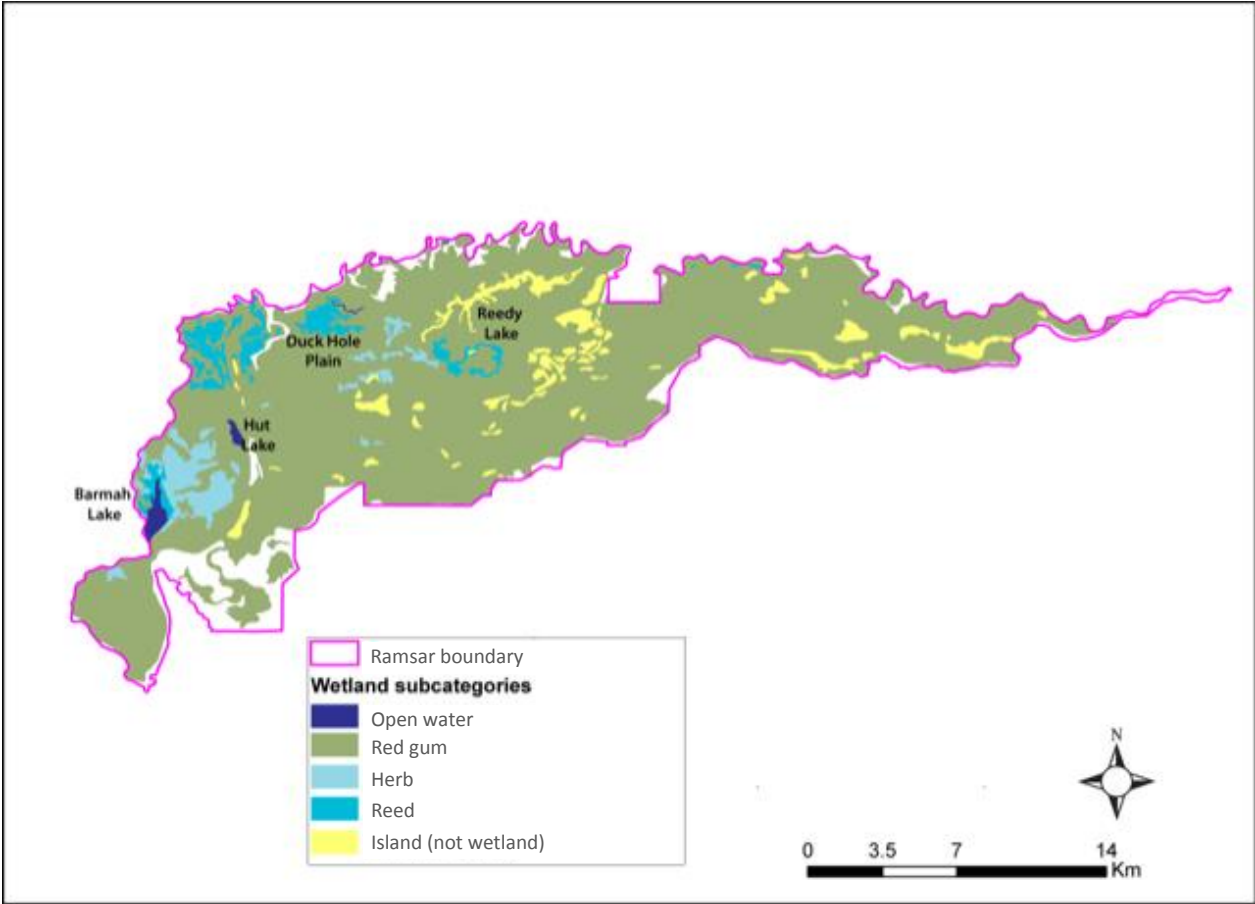 Reedy
Lake
Duck Hole
Plain
Hut
Lake
Barmah
Lake
Ramsar boundary
Wetland subcategories
Open water
Red gum
Herb
Reed
Island (not wetland)
N
0 3.5 7 14
Km